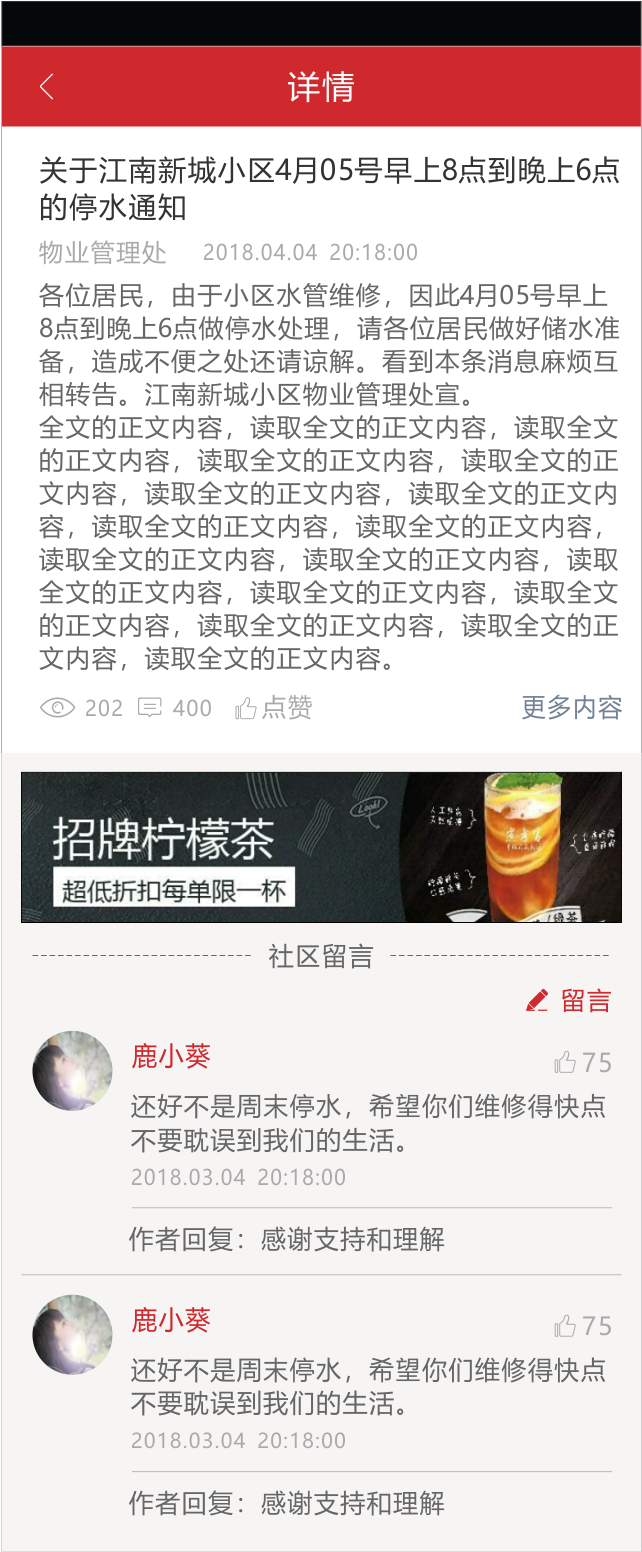 详情
关于江南新城小区4月05号早上8点到晚上6点
的停水通知
物业管理处 2018.04.04 20:18:00
各位居民，由于小区水管维修，因此4月05号早上
8点到晚上6点做停水处理，请各位居民做好储水准
备，造成不便之处还请谅解。看到本条消息麻烦互
相转告。江南新城小区物业管理处宣。
全文的正文内容，读取全文的正文内容，读取全文
的正文内容，读取全文的正文内容，读取全文的正
文内容，读取全文的正文内容，读取全文的正文内
容，读取全文的正文内容，读取全文的正文内容，
读取全文的正文内容，读取全文的正文内容，读取
全文的正文内容，读取全文的正文内容，读取全文
的正文内容，读取全文的正文内容，读取全文的正
文内容，读取全文的正文内容。
202 400 点赞 更多内容
招牌柠檬茶
超低折扣每单限一杯
Look!
社区留言
留言
鹿小葵 75
还好不是周末停水，希望你们维修得快点
不要耽误到我们的生活。
2018.03.04 20:18:00
作者回复：感谢支持和理解
鹿小葵 75
还好不是周末停水，希望你们维修得快点
不要耽误到我们的生活。
2018.03.04 20:18:00
作者回复：感谢支持和理解